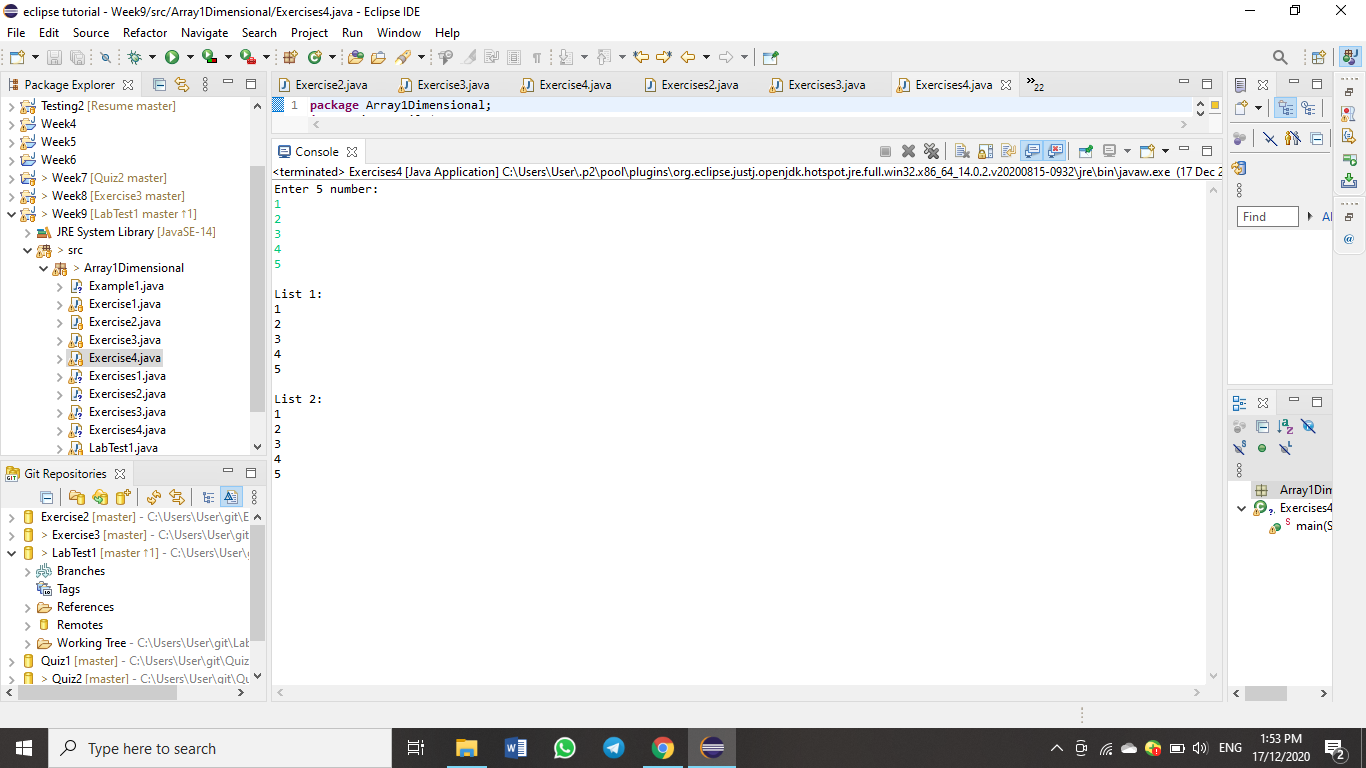 eclipse tutorial - Week9/src/Array1Dimensional/Exercises4.java - Eclipse IDE
File Edit Source Refactor Navigate Search Project Run Window Help
Package Explorer
Testing2 [Resume master]
Week4
Week5
Week6
> Week7 [Quiz2 master]
> Week8 [Exercise3 master]
> Week9 [LabTest1 master ↑1]
JRE System Library [JavaSE-14]
> src
> Array1Dimensional
Example1.java
Exercise1.java
Exercise2.java
Exercise3.java
Exercise4.java
Exercises1.java
Exercises2.java
Exercises3.java
Exercises4.java
LabTest1.java
Git Repositories
Exercise2 [master] - C:\Users\User\git\E
> Exercise3 [master] - C:\Users\User\git
> LabTest1 [master ↑1] - C:\Users\User\
Branches
Tags
References
Remotes
Working Tree - C:\Users\User\git\Lab
Quiz1 [master] - C:\Users\User\git\Quiz
> Quiz2 [master] - C:\Users\User\git\Qu
Exercise2.java Exercise3.java Exercise4.java Exercises2.java Exercises3.java Exercises4.java »22
1 package Array1Dimensional;
Console
<terminated> Exercises4 [Java Application] C:\Users\User\.p2\pool\plugins\org.eclipse.justj.openjdk.hotspot.jre.full.win32.x86_64_14.0.2.v20200815-0932\jre\bin\javaw.exe (17 Dec 2
Enter 5 number:
1
2
3
4
5
List 1:
1
2
3
4
5
List 2:
1
2
3
4
5
Find
Al
Array1Dim
Exercises4
main(S
Type here to search
ENG
1:53 PM
17/12/2020
2